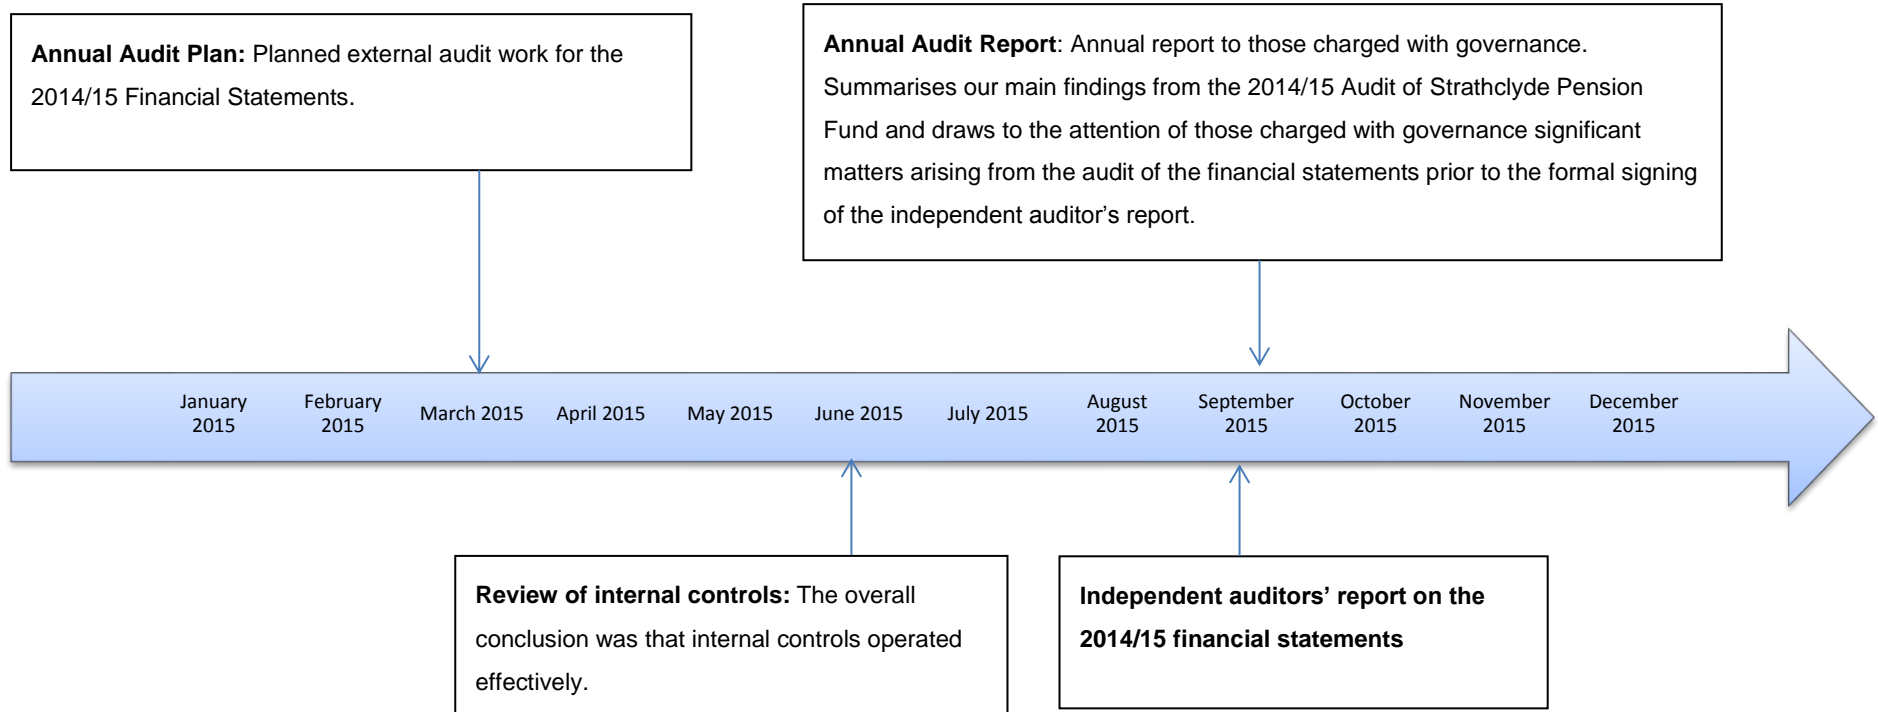 Annual Audit Plan: Planned external audit work for the
2014/15 Financial Statements.
Annual Audit Report: Annual report to those charged with governance.
Summarises our main findings from the 2014/15 Audit of Strathclyde Pension
Fund and draws to the attention of those charged with governance significant
matters arising from the audit of the financial statements prior to the formal signing
of the independent auditor’s report.
January
2015
February
2015
March 2015
April 2015
May 2015
June 2015
July 2015
August
2015
September
2015
October
2015
November
2015
December
2015
Review of internal controls: The overall
conclusion was that internal controls operated
effectively.
Independent auditors’ report on the
2014/15 financial statements